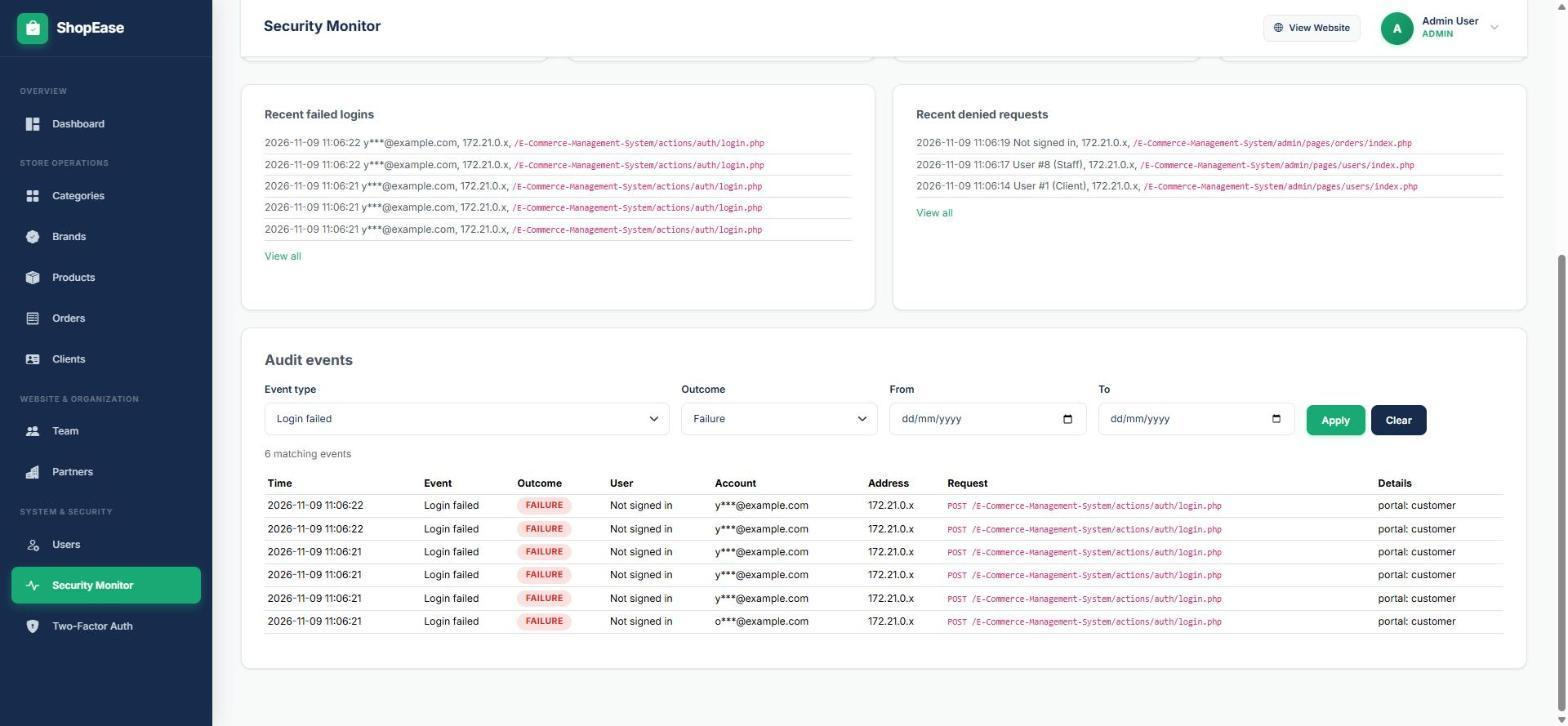 ShopEase
Security Monitor
View Website
A
Admin User
ADMIN
OVERVIEW
Dashboard
STORE OPERATIONS
Categories
Brands
Products
Orders
Clients
WEBSITE & ORGANIZATION
Team
Partners
SYSTEM & SECURITY
Users
Security Monitor
Two-Factor Auth
Recent failed logins
2026-11-09 11:06:22 y***@example.com, 172.21.0.x, /E-Commerce-Management-System/actions/auth/login.php
2026-11-09 11:06:22 y***@example.com, 172.21.0.x, /E-Commerce-Management-System/actions/auth/login.php
2026-11-09 11:06:21 y***@example.com, 172.21.0.x, /E-Commerce-Management-System/actions/auth/login.php
2026-11-09 11:06:21 y***@example.com, 172.21.0.x, /E-Commerce-Management-System/actions/auth/login.php
2026-11-09 11:06:21 y***@example.com, 172.21.0.x, /E-Commerce-Management-System/actions/auth/login.php
View all
Recent denied requests
2026-11-09 11:06:19 Not signed in, 172.21.0.x, /E-Commerce-Management-System/admin/pages/orders/index.php
2026-11-09 11:06:17 User #8 (Staff), 172.21.0.x, /E-Commerce-Management-System/admin/pages/users/index.php
2026-11-09 11:06:14 User #1 (Client), 172.21.0.x, /E-Commerce-Management-System/admin/pages/users/index.php
View all
Audit events
Event type Outcome From To
Login failed Failure dd/mm/yyyy dd/mm/yyyy Apply Clear
6 matching events
Time Event Outcome User Account Address Request Details
2026-11-09 11:06:22 Login failed FAILURE Not signed in y***@example.com 172.21.0.x POST /E-Commerce-Management-System/actions/auth/login.php portal: customer
2026-11-09 11:06:22 Login failed FAILURE Not signed in y***@example.com 172.21.0.x POST /E-Commerce-Management-System/actions/auth/login.php portal: customer
2026-11-09 11:06:21 Login failed FAILURE Not signed in y***@example.com 172.21.0.x POST /E-Commerce-Management-System/actions/auth/login.php portal: customer
2026-11-09 11:06:21 Login failed FAILURE Not signed in y***@example.com 172.21.0.x POST /E-Commerce-Management-System/actions/auth/login.php portal: customer
2026-11-09 11:06:21 Login failed FAILURE Not signed in y***@example.com 172.21.0.x POST /E-Commerce-Management-System/actions/auth/login.php portal: customer
2026-11-09 11:06:21 Login failed FAILURE Not signed in o***@example.com 172.21.0.x POST /E-Commerce-Management-System/actions/auth/login.php portal: customer